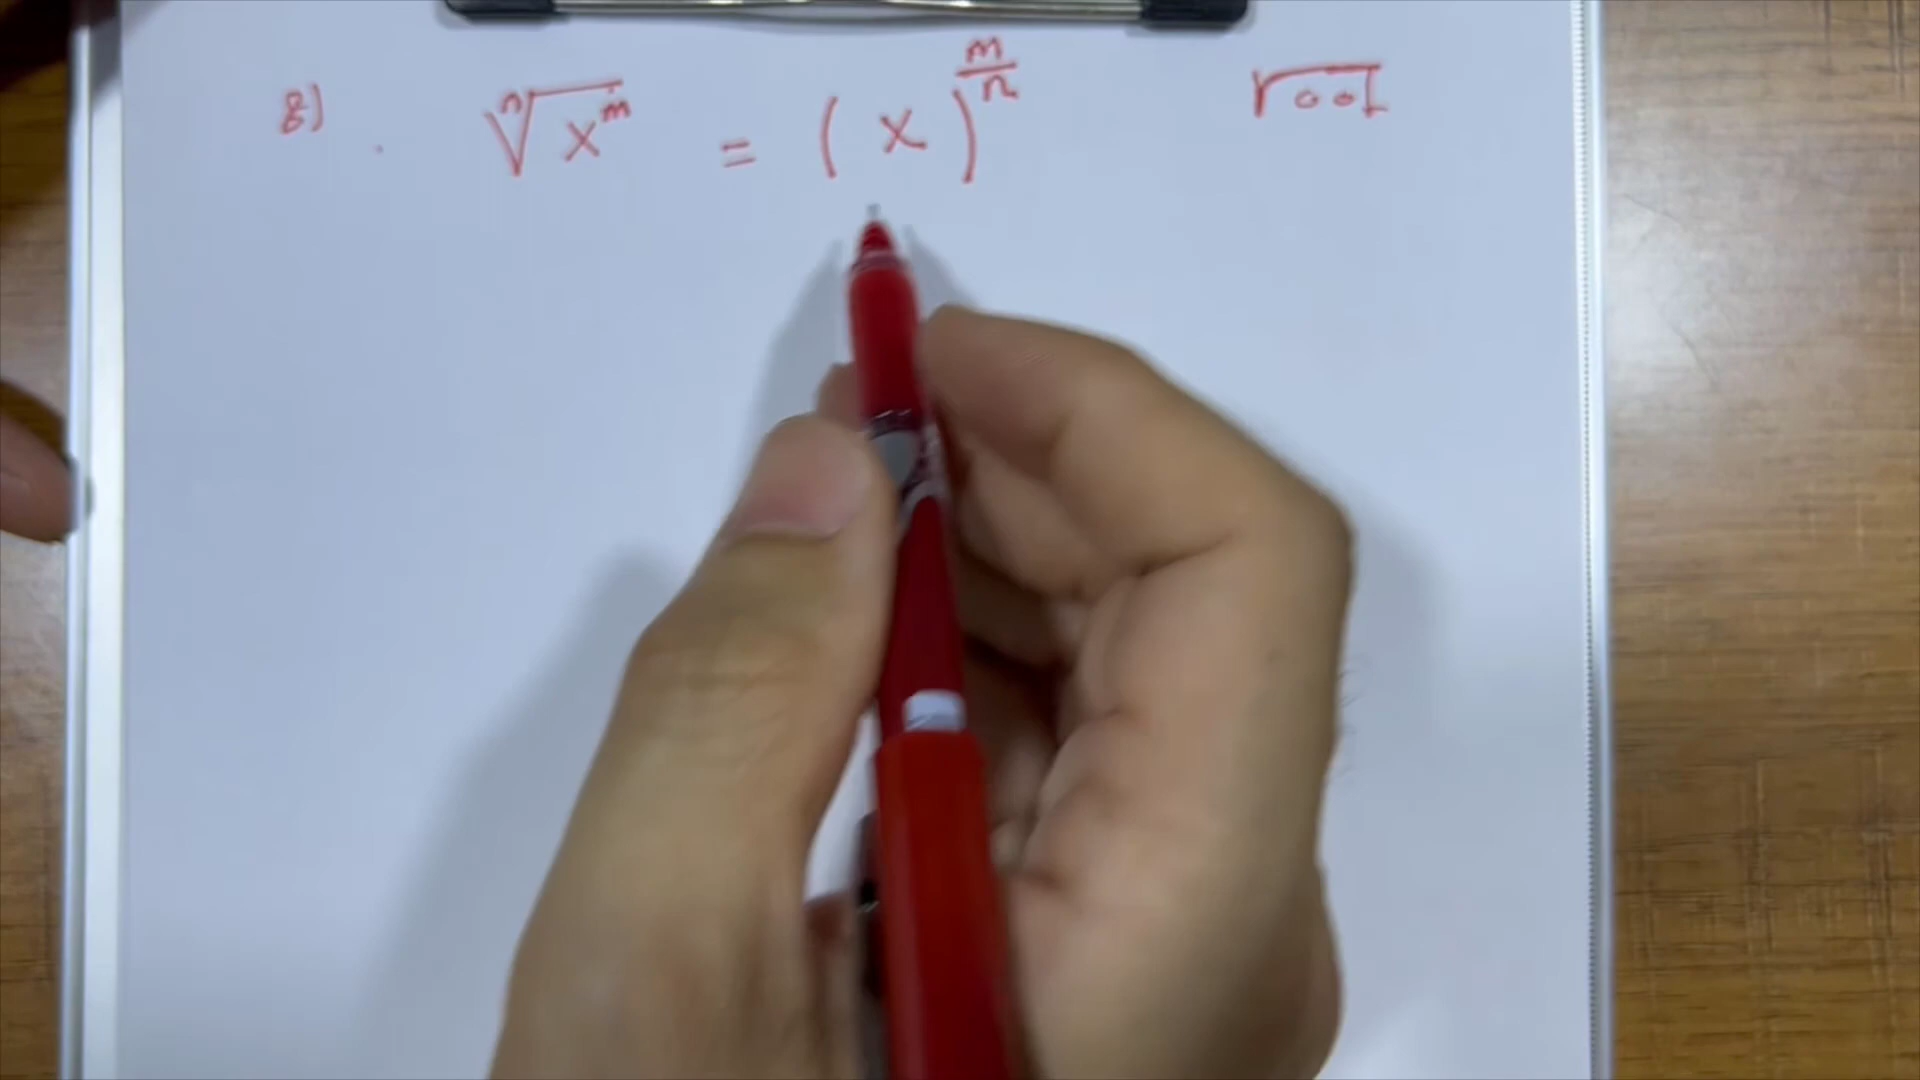 8) ⁿ√xᵐ = (x)^(m/n) root